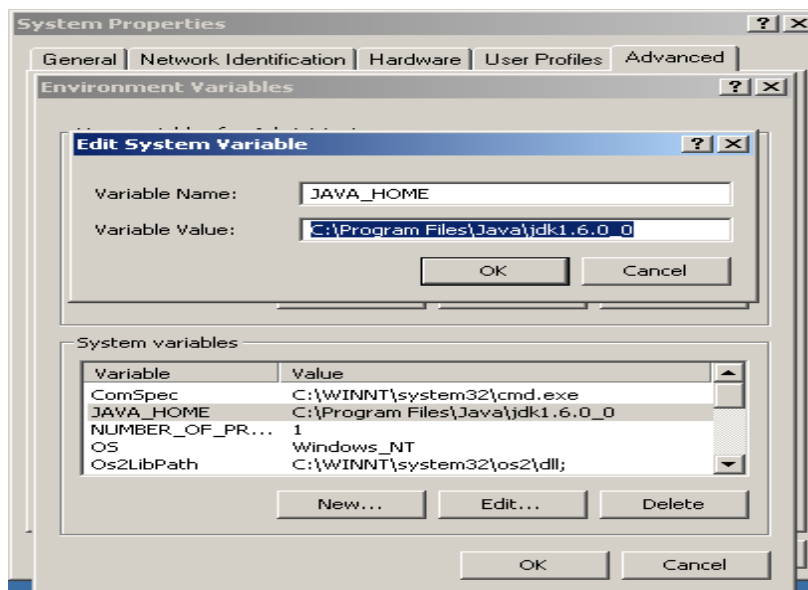 System Properties
General Network Identification Hardware User Profiles Advanced
Environment Variables
Edit System Variable
Variable Name: JAVA_HOME
Variable Value: C:\Program Files\Java\jdk1.6.0_0
OK Cancel
System variables
Variable Value
ComSpec C:\WINNT\system32\cmd.exe
JAVA_HOME C:\Program Files\Java\jdk1.6.0_0
NUMBER_OF_PR... 1
OS Windows_NT
Os2LibPath C:\WINNT\system32\os2\dll;
New... Edit... Delete
OK Cancel